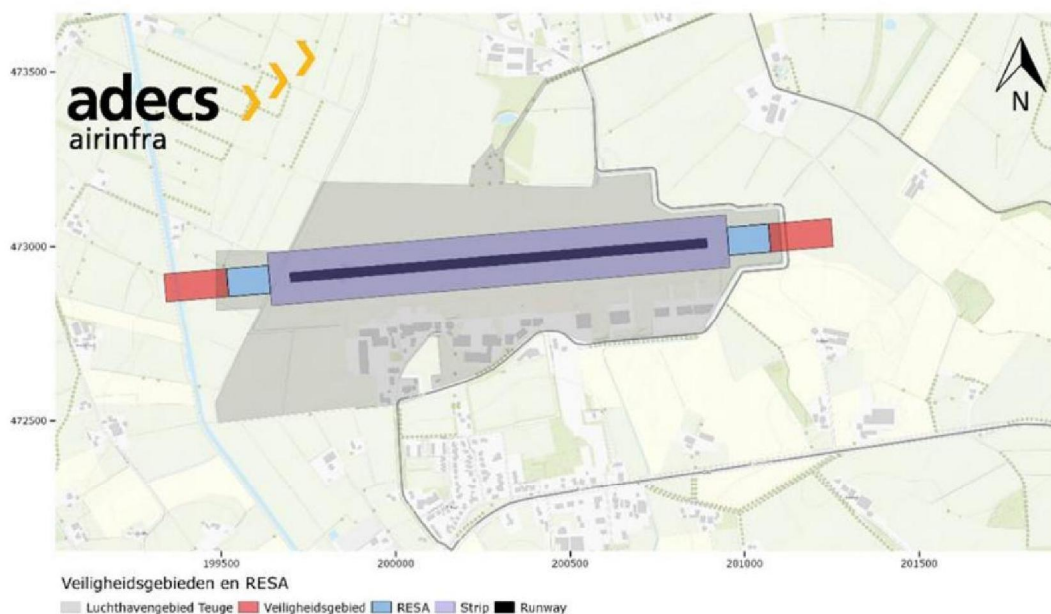 473500
adecs
airinfra
N
473000
472500
199500 200000 200500 201000 201500
Veiligheidsgebieden en RESA
Luchthavengebied Teuge Veiligheidsgebied RESA Strip Runway